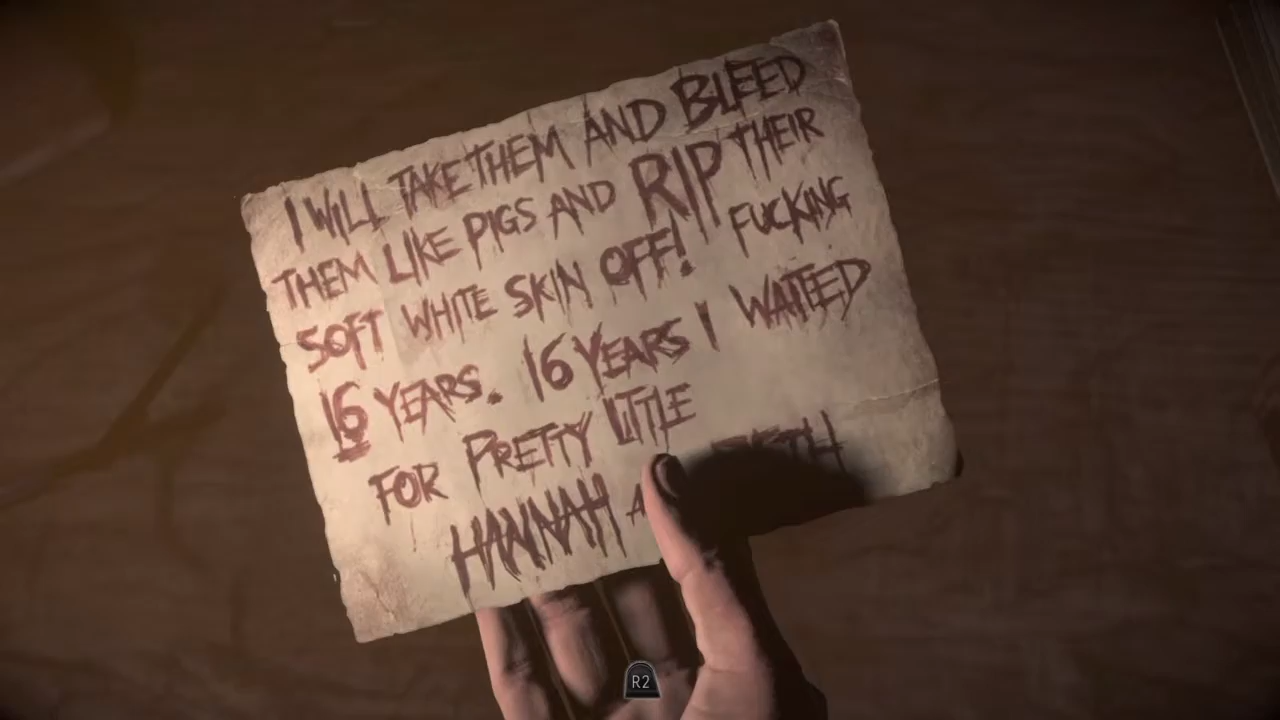 I WILL TAKE THEM AND BLEED
THEM LIKE PIGS AND RIP THEIR
SOFT WHITE SKIN OFF! FUCKING
16 YEARS. 16 YEARS I WAITED
FOR PRETTY LITTLE
HANNAH
R2